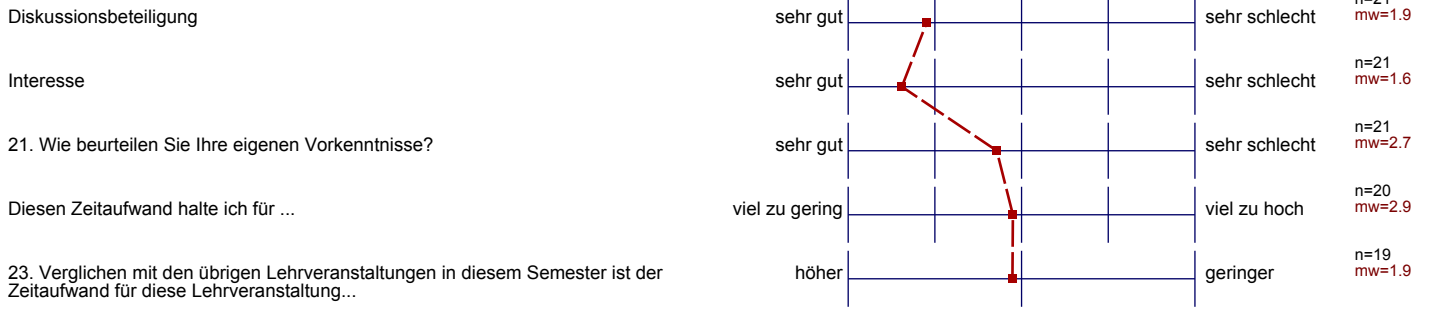 n=21
Diskussionsbeteiligung sehr gut sehr schlecht mw=1.9
n=21
Interesse sehr gut sehr schlecht mw=1.6
n=21
21. Wie beurteilen Sie Ihre eigenen Vorkenntnisse? sehr gut sehr schlecht mw=2.7
n=20
Diesen Zeitaufwand halte ich für ... viel zu gering viel zu hoch mw=2.9
n=19
23. Verglichen mit den übrigen Lehrveranstaltungen in diesem Semester ist der höher geringer mw=1.9
Zeitaufwand für diese Lehrveranstaltung...